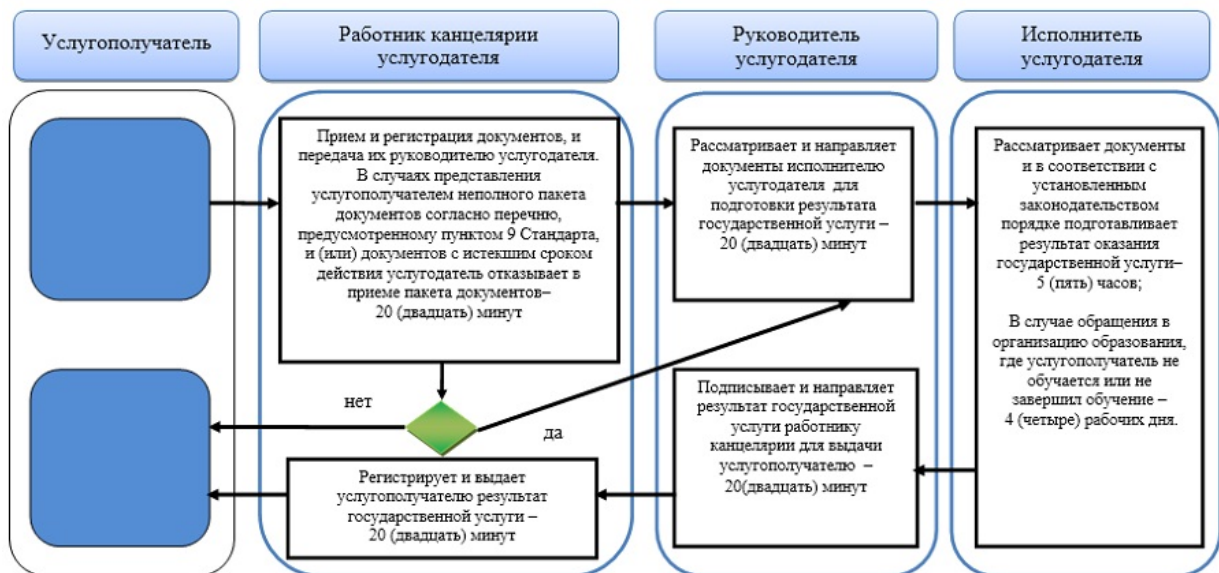 Услугополучатель
Работник канцелярии
услугодателя
Руководитель
услугодателя
Исполнитель
услугодателя
Прием и регистрация документов, и
передача их руководителю услугодателя.
В случаях представления
услугополучателем неполного пакета
документов согласно перечню,
предусмотренному пунктом 9 Стандарта,
и (или) документов с истекшим сроком
действия услугодатель отказывает в
приеме пакета документов–
20 (двадцать) минут
Рассматривает и направляет
документы исполнителю
услугодателя для
подготовки результата
государственной услуги –
20 (двадцать) минут
Рассматривает документы
и в соответствии с
установленным
законодательством
порядке подготавливает
результат оказания
государственной услуги–
5 (пять) часов;
В случае обращения в
организацию образования,
где услугополучатель не
обучается или не
завершил обучение –
4 (четыре) рабочих дня.
нет
да
Подписывает и направляет
результат государственной
услуги работнику
канцелярии для выдачи
услугополучателю –
20(двадцать) минут
Регистрирует и выдает
услугополучателю результат
государственной услуги –
20 (двадцать) минут